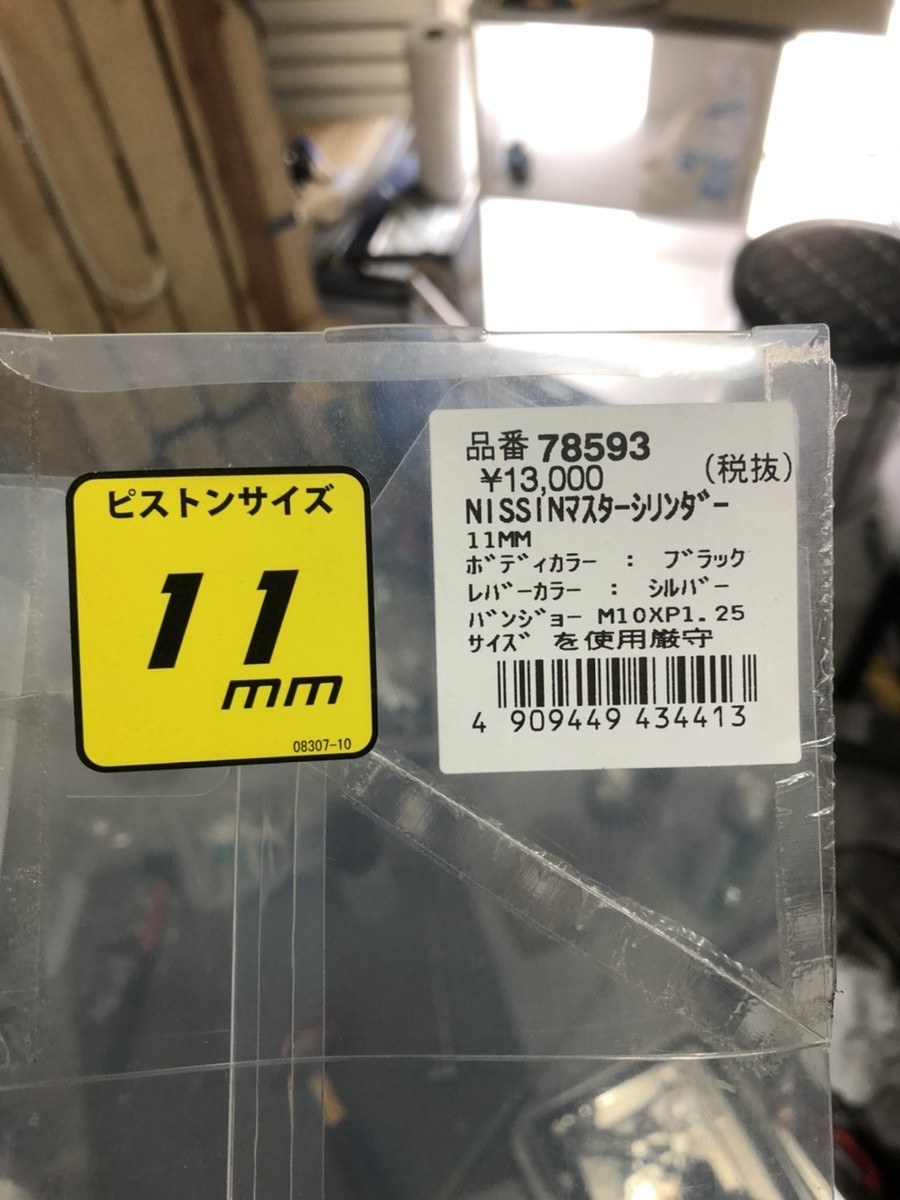 ピストンサイズ
11
mm
08307-10
品番 78593
¥13,000 (税抜)
NISSINﾏｽﾀｰｼﾘﾝﾀﾞｰ
11MM
ﾎﾞﾃﾞｨｶﾗｰ : ﾌﾞﾗｯｸ
ﾚﾊﾞｰｶﾗｰ : ｼﾙﾊﾞｰ
ﾊﾞﾝｼﾞｮｰ M10XP1.25
ｻｲｽﾞ を使用厳守
4 909449 434413